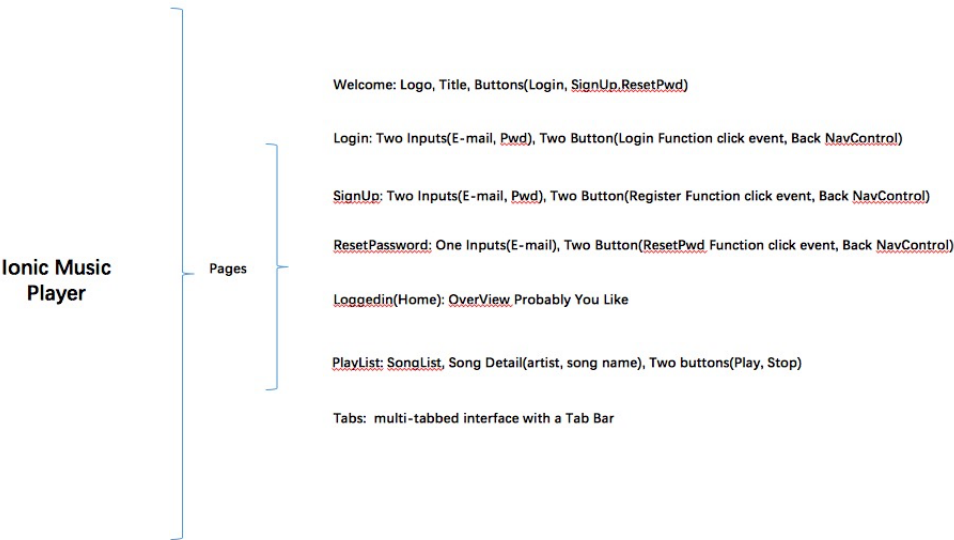 Welcome: Logo, Title, Buttons(Login, SignUp.ResetPwd)
Login: Two Inputs(E-mail, Pwd), Two Button(Login Function click event, Back NavControl)
SignUp: Two Inputs(E-mail, Pwd), Two Button(Register Function click event, Back NavControl)
ResetPassword: One Inputs(E-mail), Two Button(ResetPwd Function click event, Back NavControl)
Ionic Music
Player
Pages
Loggedin(Home): OverView Probably You Like
PlayList: SongList, Song Detail(artist, song name), Two buttons(Play, Stop)
Tabs: multi-tabbed interface with a Tab Bar